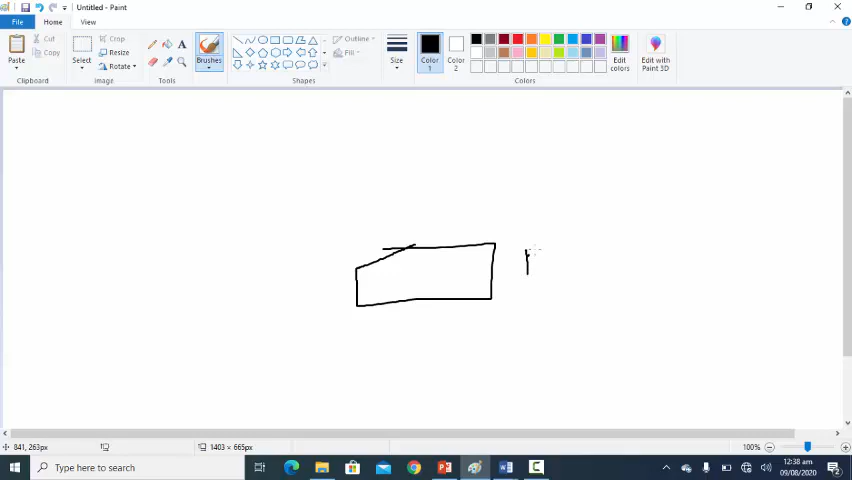 Untitled - Paint
File Home View
Cut
Copy
Paste
Clipboard
Crop
Resize
Rotate
Select
Image
Tools
Brushes
Outline
Fill
Shapes
Size
Color 1
Color 2
Colors
Edit colors
Edit with Paint 3D
841, 263px
1403 × 665px
100%
Type here to search
12:38 am
09/08/2020
2